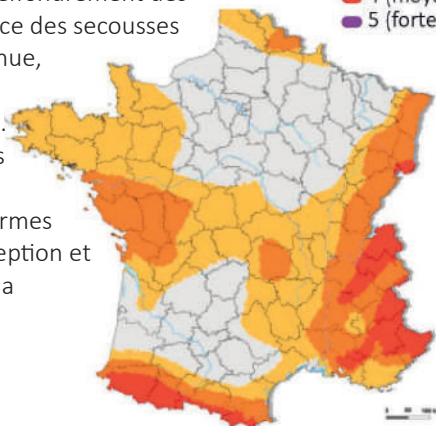 ce des secousses
nue,
.
s
rmes
eption et
a
5 (forte